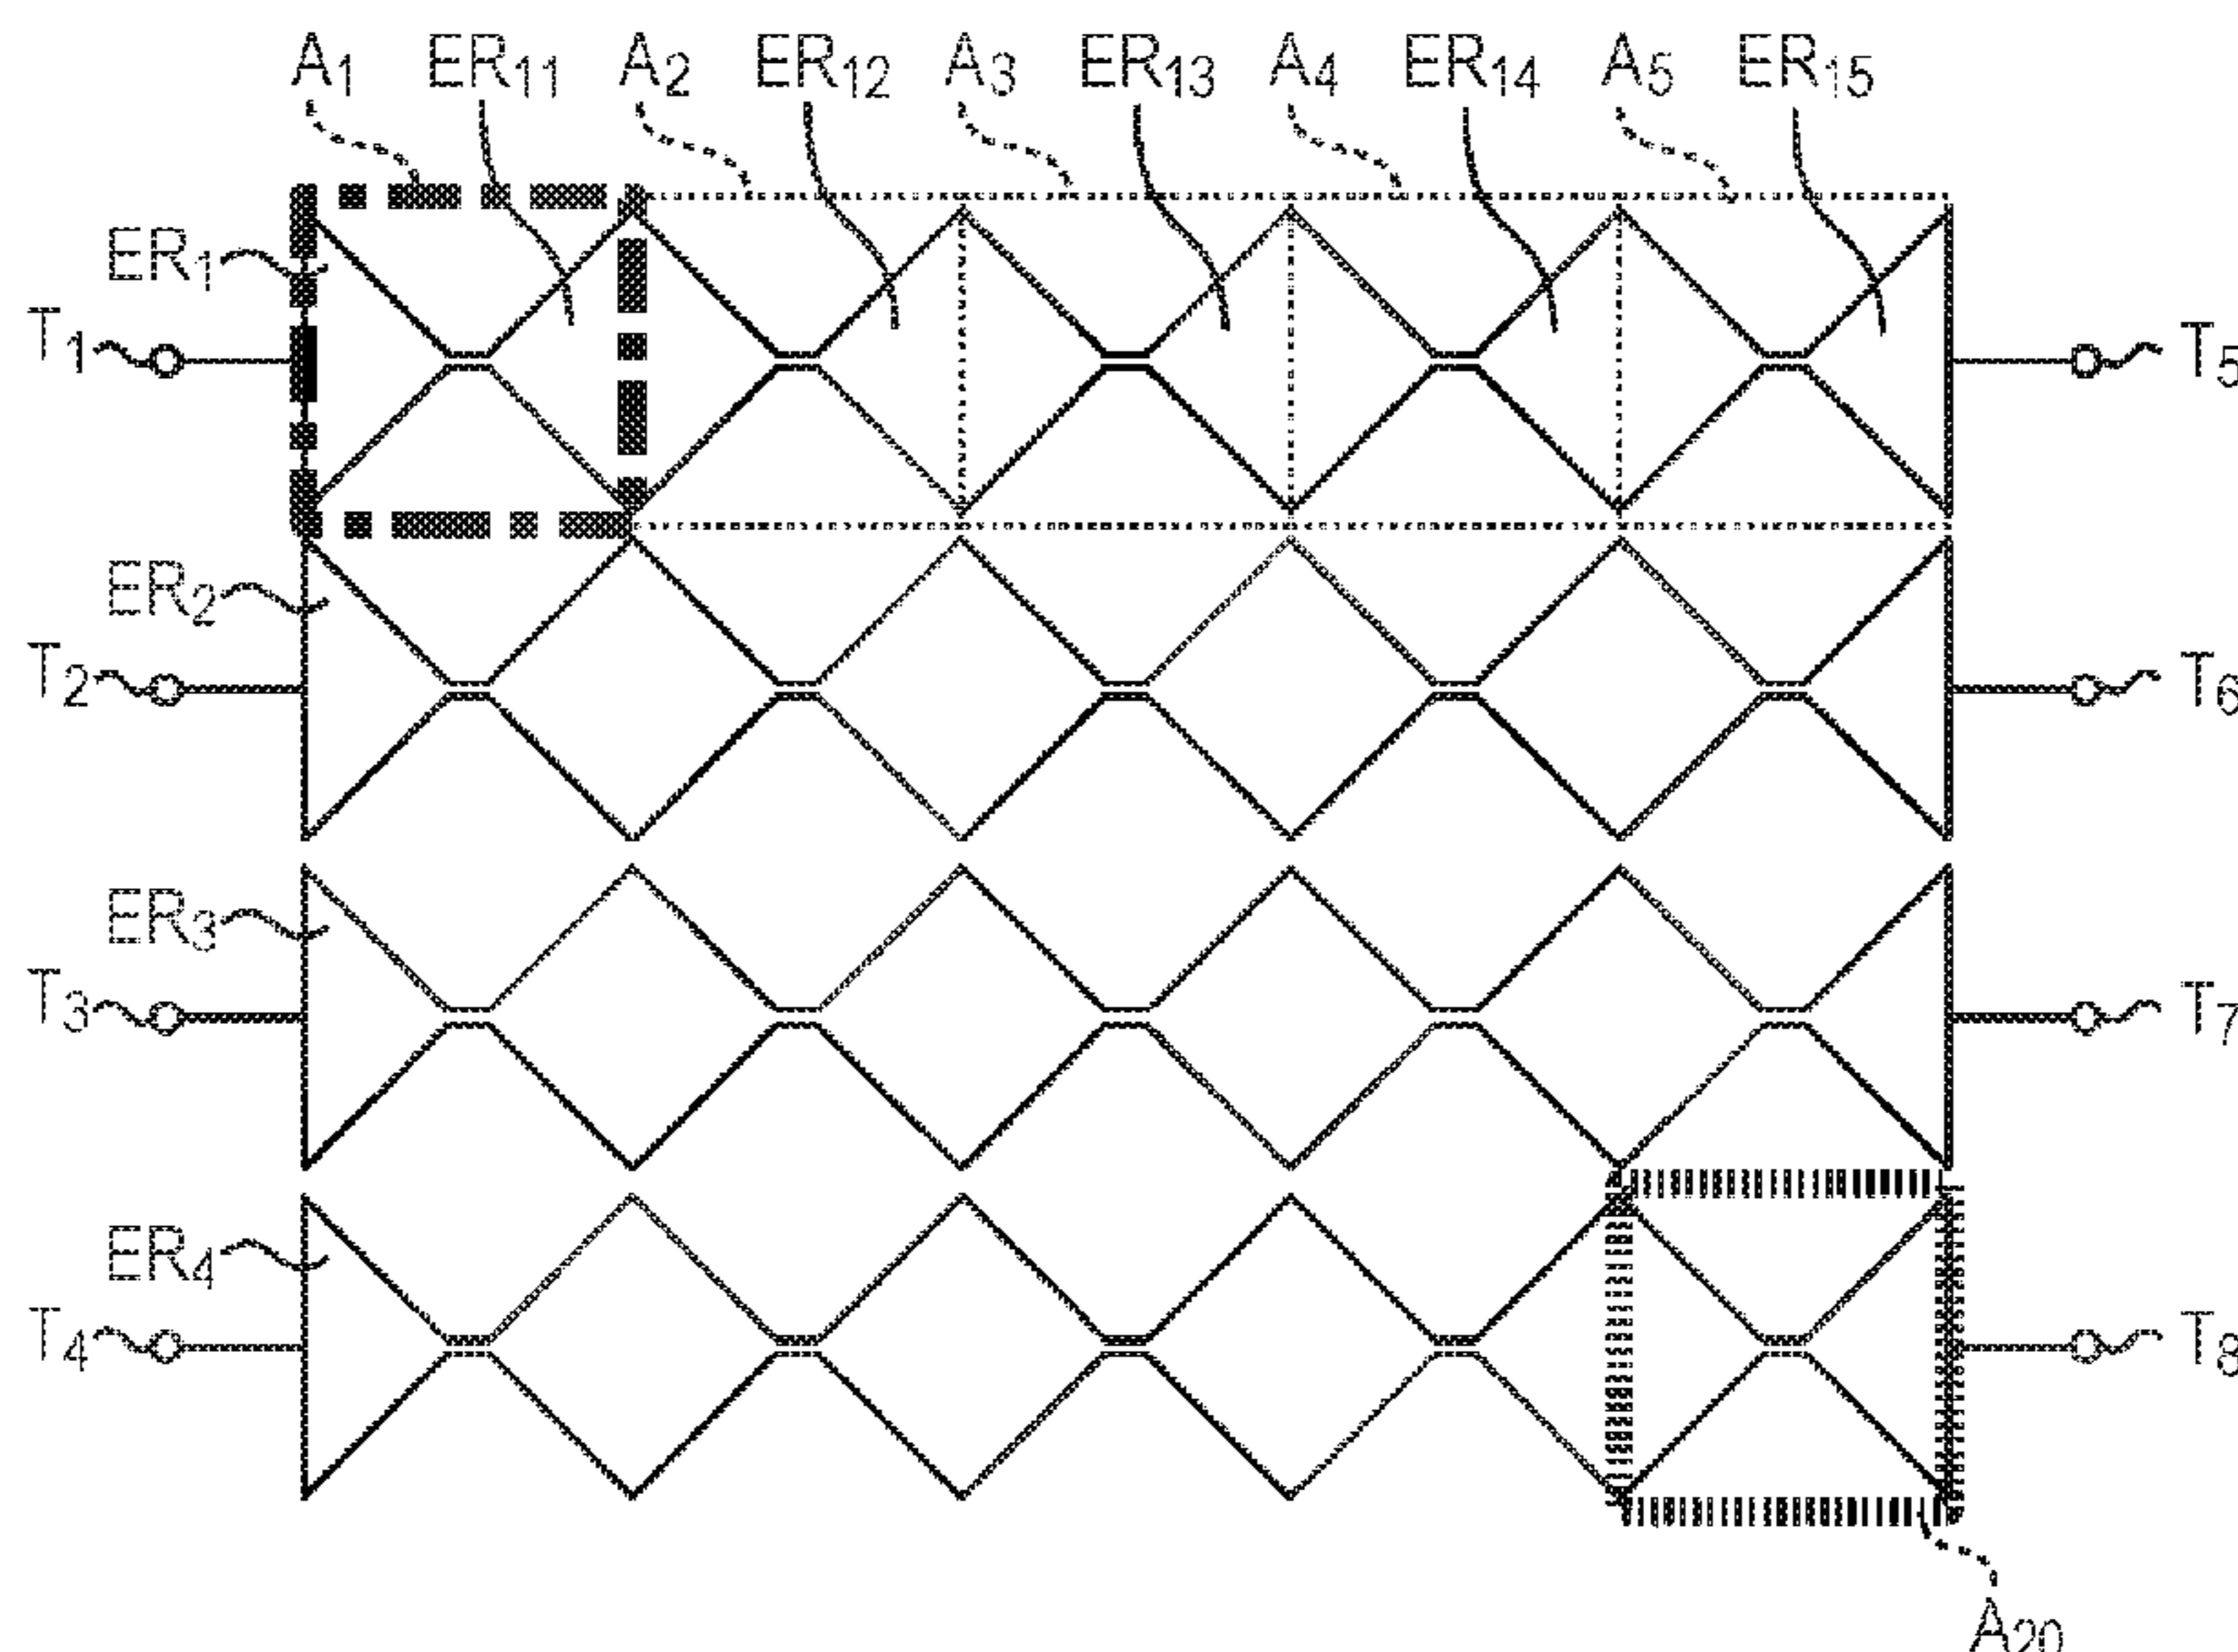 A1 ER11 A2 ER12 A3 ER13 A4 ER14 A5 ER15
ER1
T1 T5
ER2
T2 T6
ER3
T3 T7
ER4
T4 T8
A20